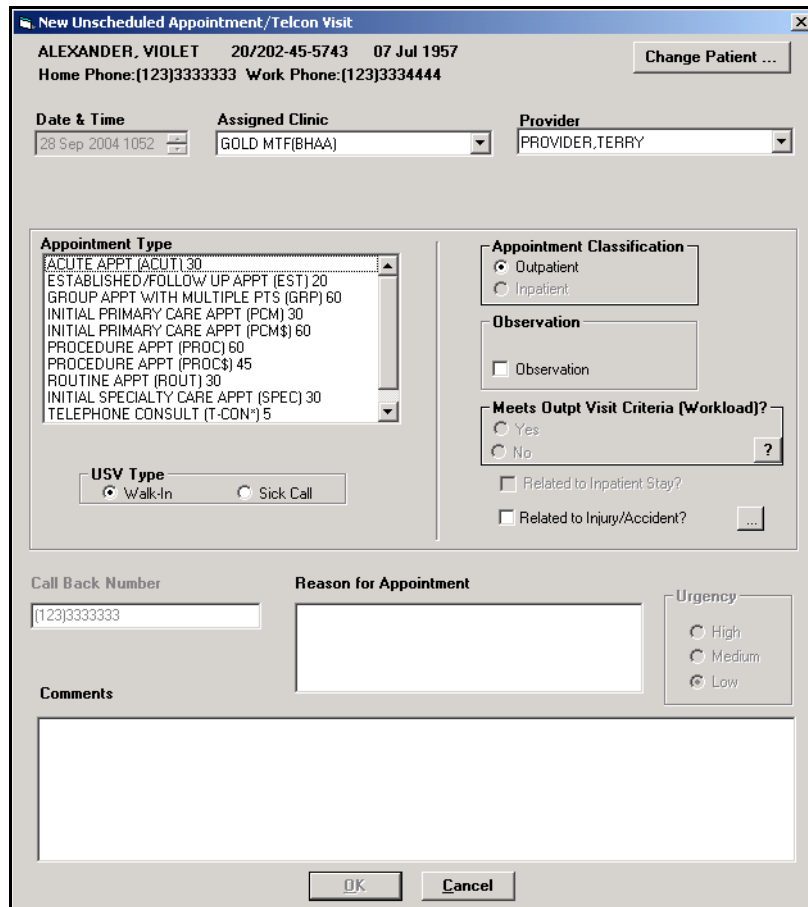 New Unscheduled Appointment/Telcon Visit
ALEXANDER, VIOLET 20/202-45-5743 07 Jul 1957
Home Phone:(123)3333333 Work Phone:(123)3334444
Change Patient ...
Date & Time
28 Sep 2004 1052
Assigned Clinic
GOLD MTF(BHAA)
Provider
PROVIDER,TERRY
Appointment Type
ACUTE APPT (ACUT) 30
ESTABLISHED/FOLLOW UP APPT (EST) 20
GROUP APPT WITH MULTIPLE PTS (GRP) 60
INITIAL PRIMARY CARE APPT (PCM) 30
INITIAL PRIMARY CARE APPT (PCM$) 60
PROCEDURE APPT (PROC) 60
PROCEDURE APPT (PROC$) 45
ROUTINE APPT (ROUT) 30
INITIAL SPECIALTY CARE APPT (SPEC) 30
TELEPHONE CONSULT (T-CON*) 5
USV Type
Walk-In Sick Call
Appointment Classification
Outpatient
Inpatient
Observation
Observation
Meets Outpt Visit Criteria (Workload)?
Yes
No
?
Related to Inpatient Stay?
Related to Injury/Accident? ...
Call Back Number
(123)3333333
Reason for Appointment
Urgency
High
Medium
Low
Comments
OK Cancel